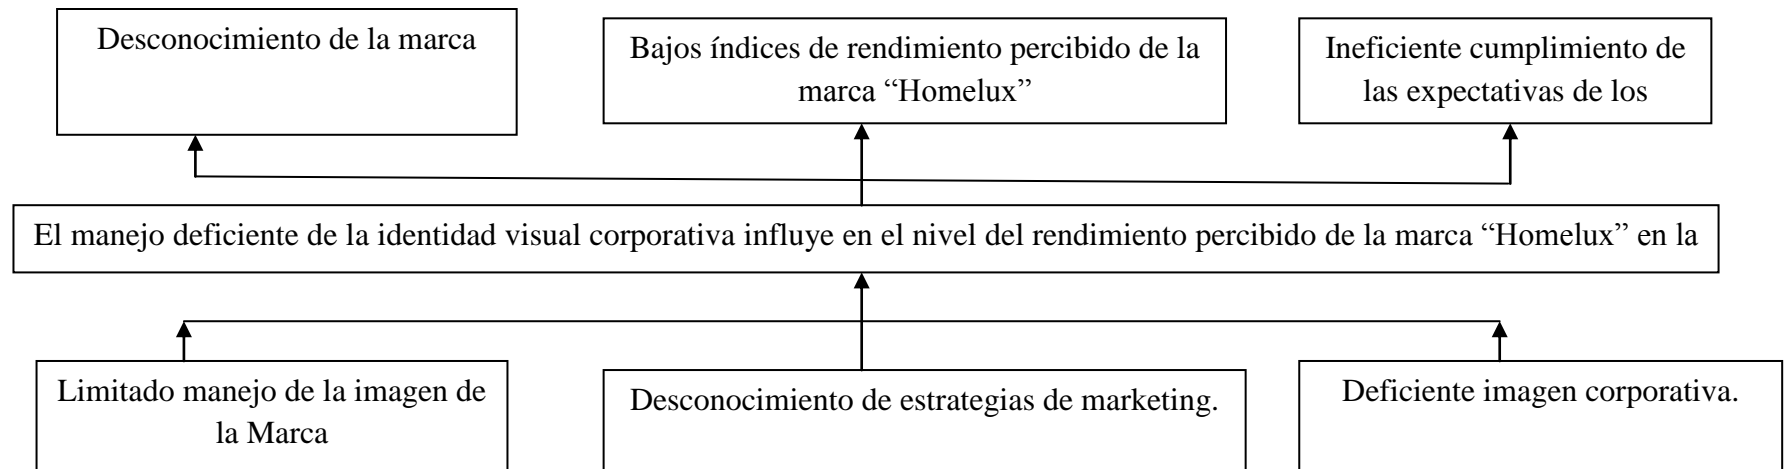 Desconocimiento de la marca
Bajos índices de rendimiento percibido de la
marca “Homelux”
Ineficiente cumplimiento de
las expectativas de los
El manejo deficiente de la identidad visual corporativa influye en el nivel del rendimiento percibido de la marca “Homelux” en la
Limitado manejo de la imagen de
la Marca
Desconocimiento de estrategias de marketing.
Deficiente imagen corporativa.